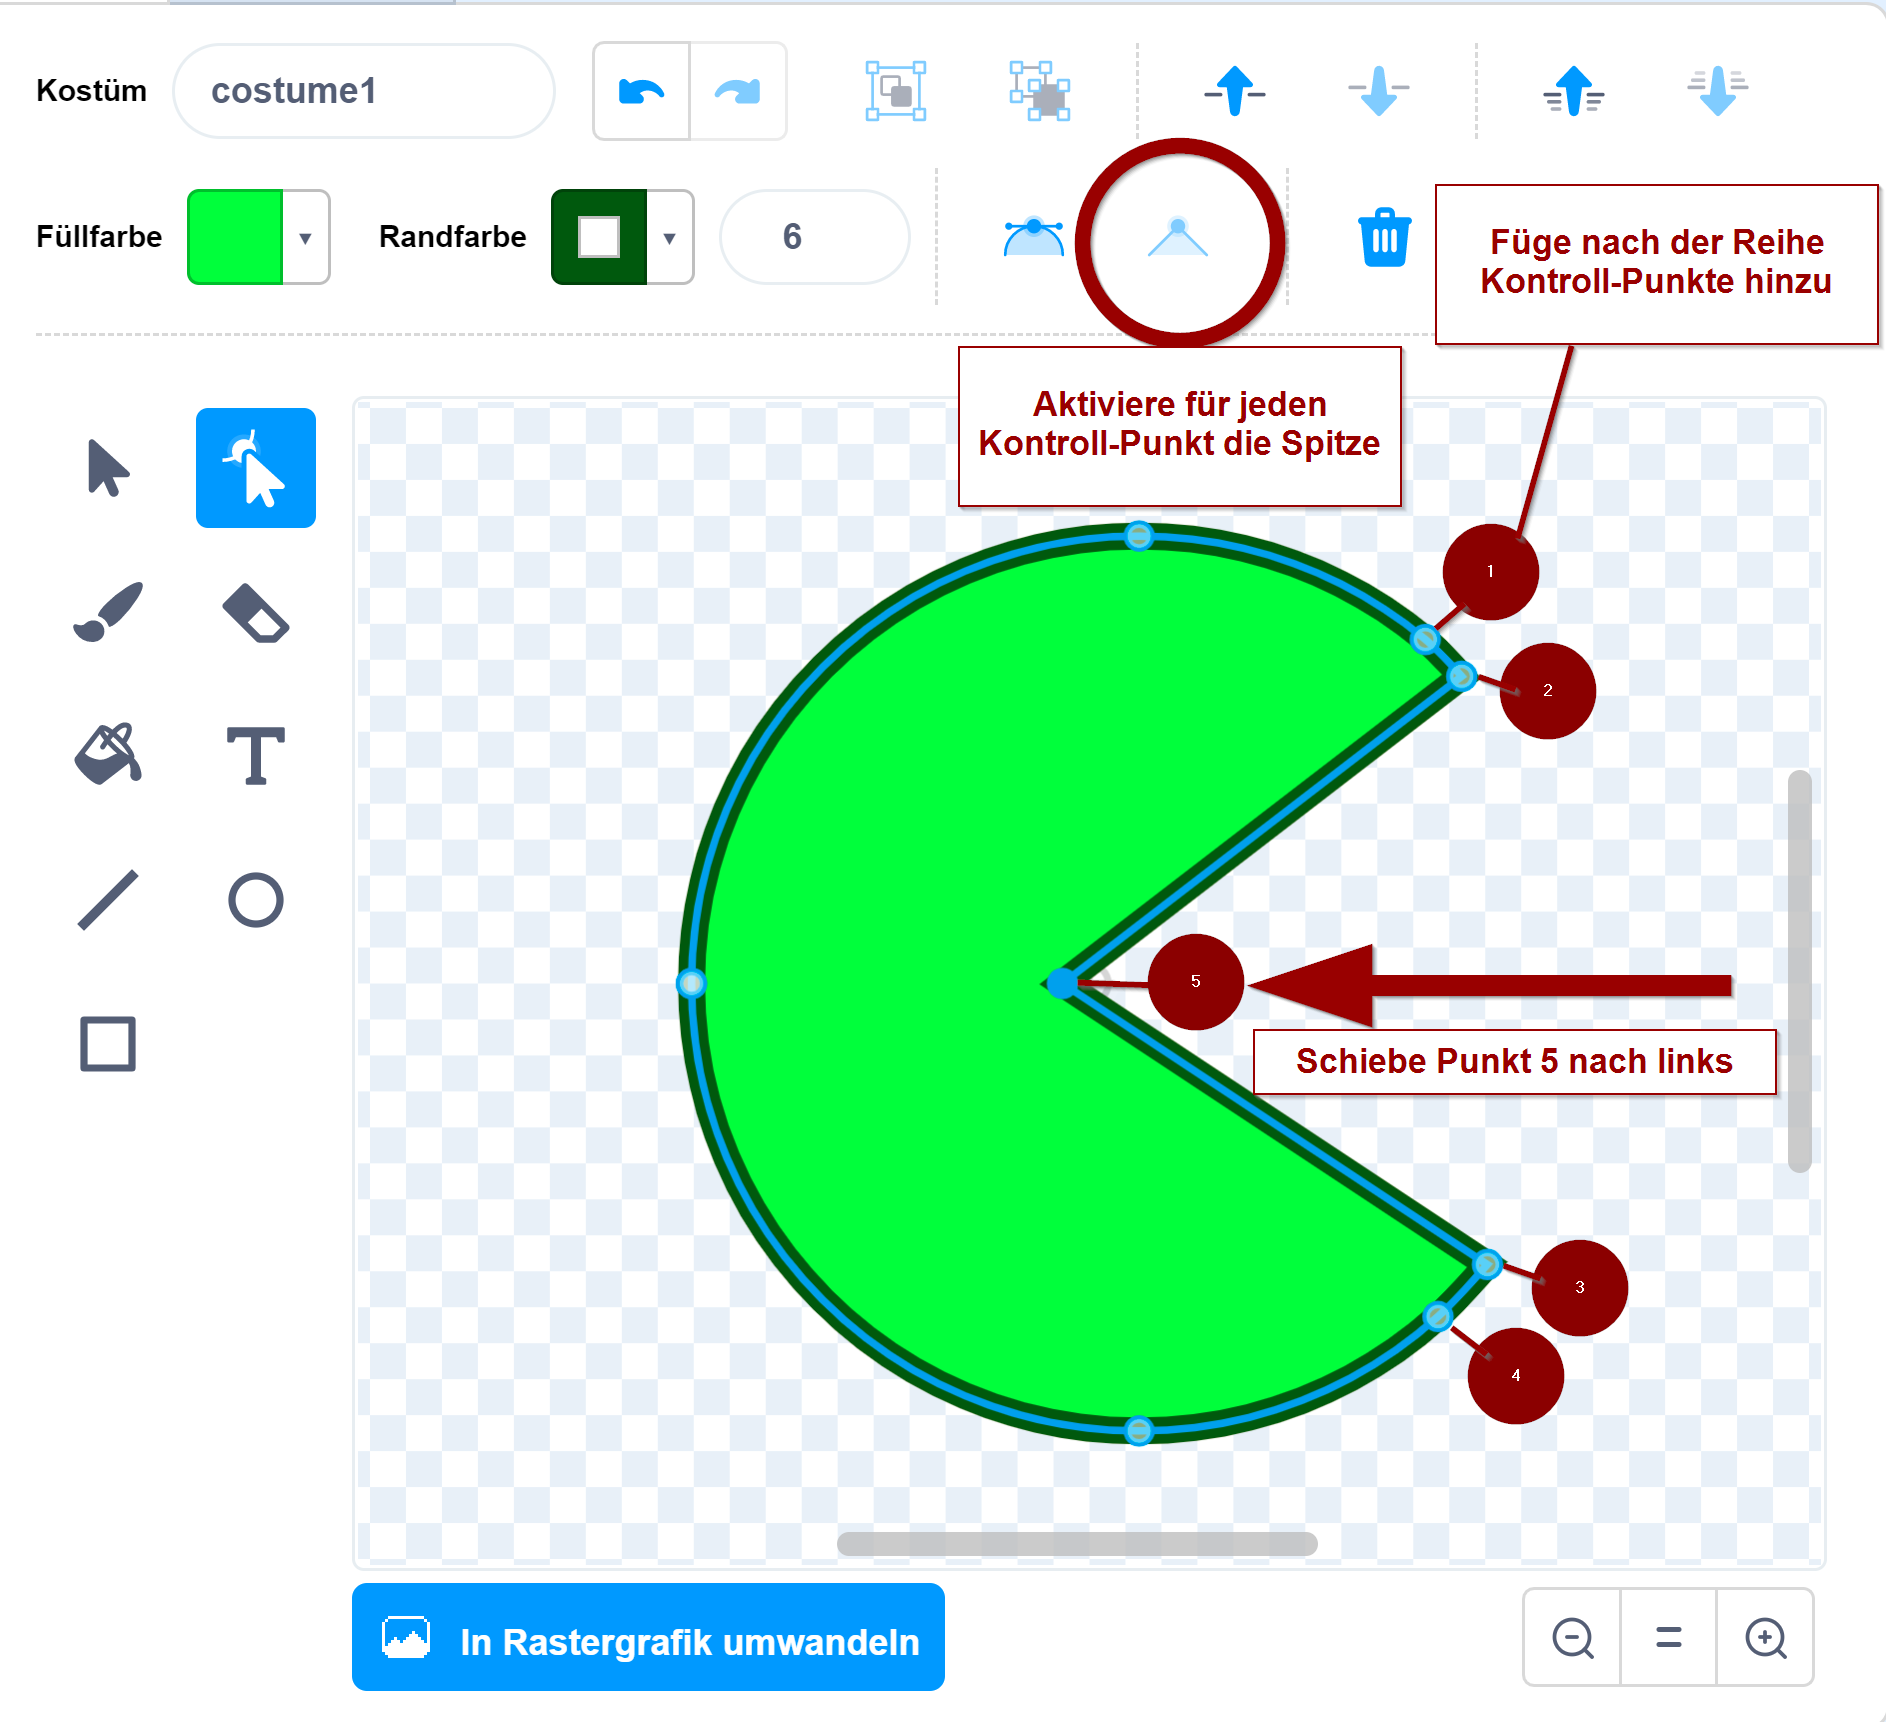 Kostüm
costume1
Füllfarbe
Randfarbe
6
Füge nach der Reihe
Kontroll-Punkte hinzu
Aktiviere für jeden
Kontroll-Punkt die Spitze
1
2
5
Schiebe Punkt 5 nach links
3
4
In Rastergrafik umwandeln